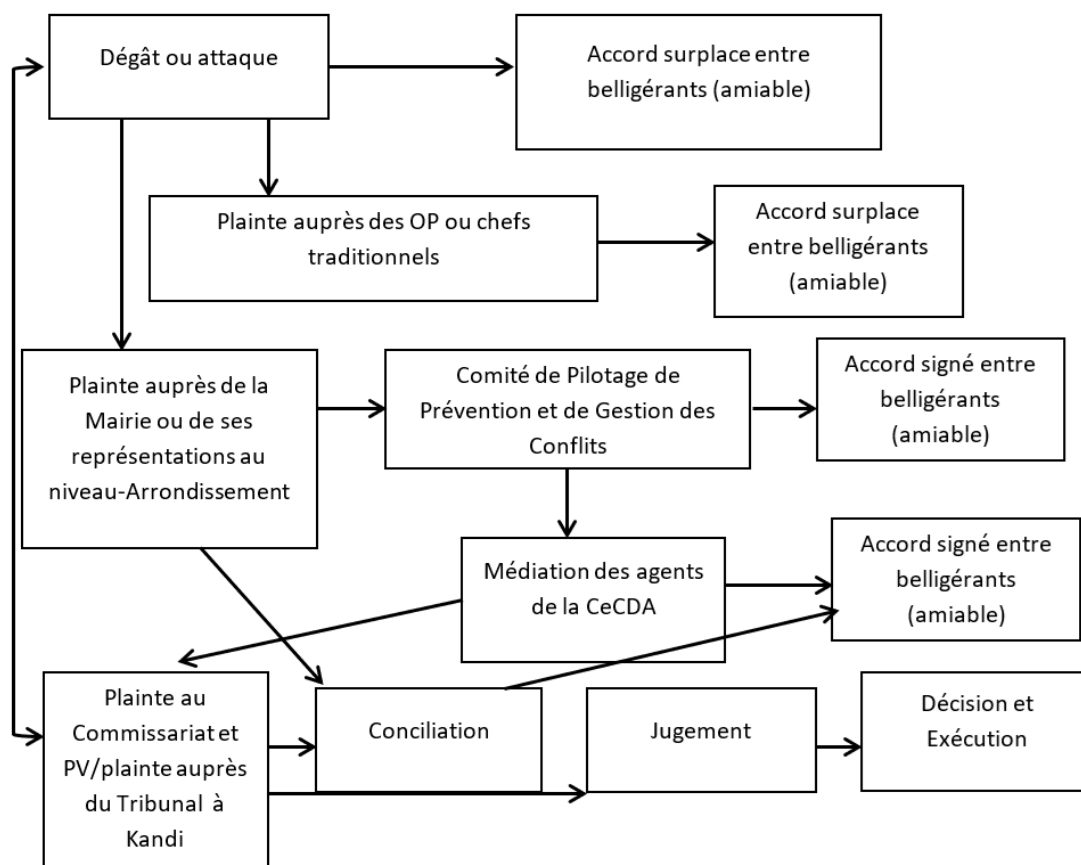 Dégât ou attaque
Accord surplace entre
belligérants (amiable)
Plainte auprès des OP ou chefs
traditionnels
Accord surplace
entre belligérants
(amiable)
Plainte auprès de la
Mairie ou de ses
représentations au
niveau-Arrondissement
Comité de Pilotage de
Prévention et de Gestion des
Conflits
Accord signé entre
belligérants
(amiable)
Médiation des agents
de la CeCDA
Accord signé entre
belligérants
(amiable)
Plainte au
Commissariat et
PV/plainte auprès
du Tribunal à
Kandi
Conciliation
Jugement
Décision et
Exécution